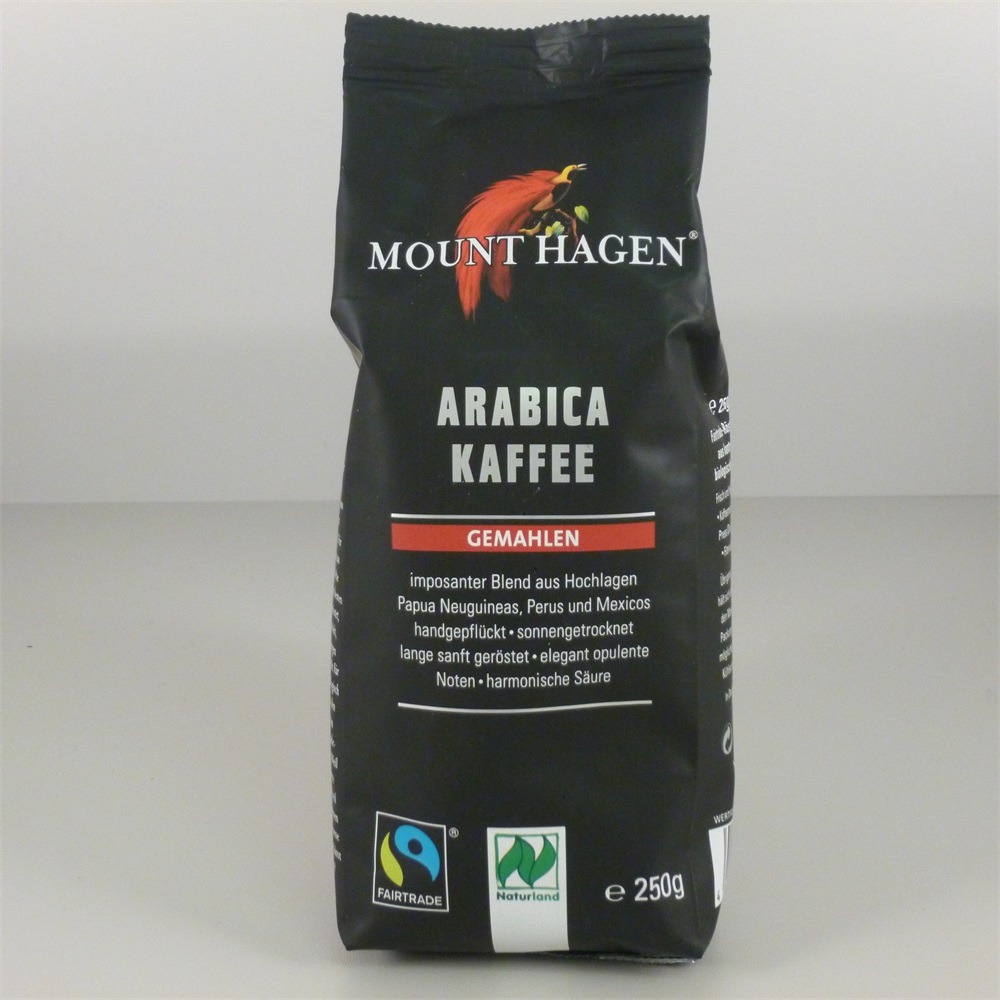 MOUNT HAGEN®
ARABICA
KAFFEE
GEMAHLEN
imposanter Blend aus Hochlagen
Papua Neuguineas, Perus und Mexicos
handgepflückt • sonnengetrocknet
lange sanft geröstet • elegant opulente
Noten • harmonische Säure
FAIRTRADE
®
Naturland
℮ 250g